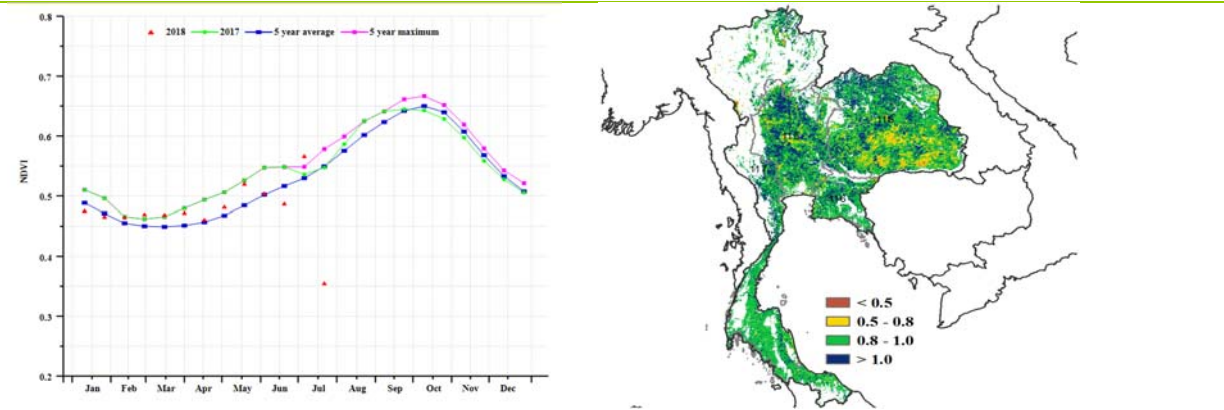 0.8
2018 2017 5 year average 5 year maximum
0.7
0.6
0.5
0.4
0.3
0.2
NDVI
Jan Feb Mar Apr May Jun Jul Aug Sep Oct Nov Dec
< 0.5
0.5 - 0.8
0.8 - 1.0
> 1.0